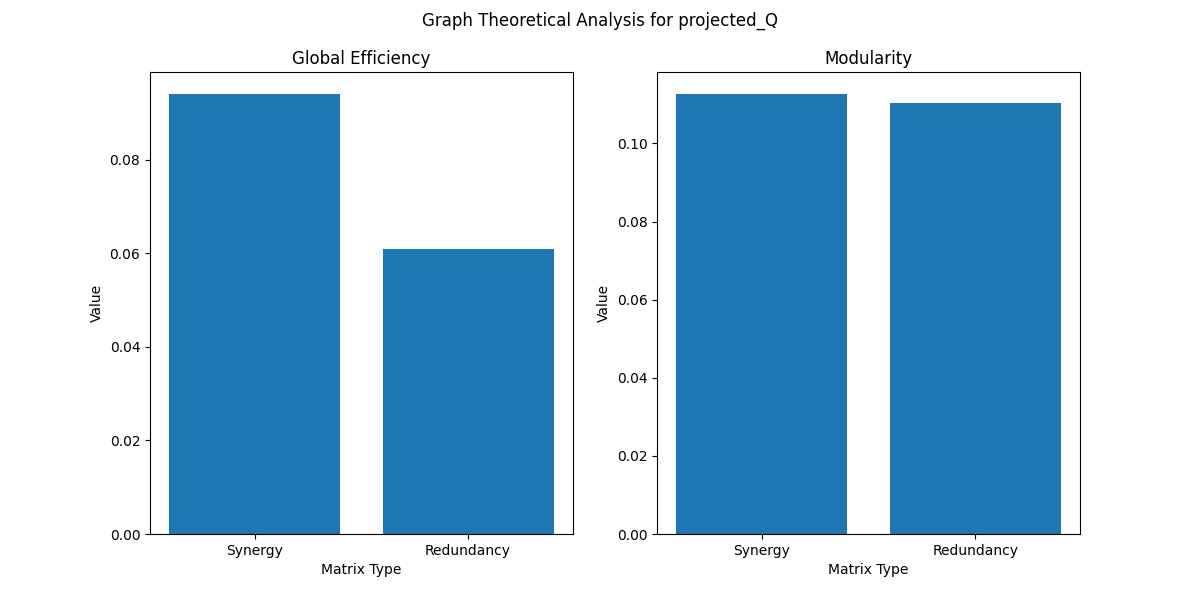 Graph Theoretical Analysis for projected_Q
Global Efficiency
Value
0.08
0.06
0.04
0.02
0.00
Synergy
Redundancy
Matrix Type
Modularity
Value
0.10
0.08
0.06
0.04
0.02
0.00
Synergy
Redundancy
Matrix Type